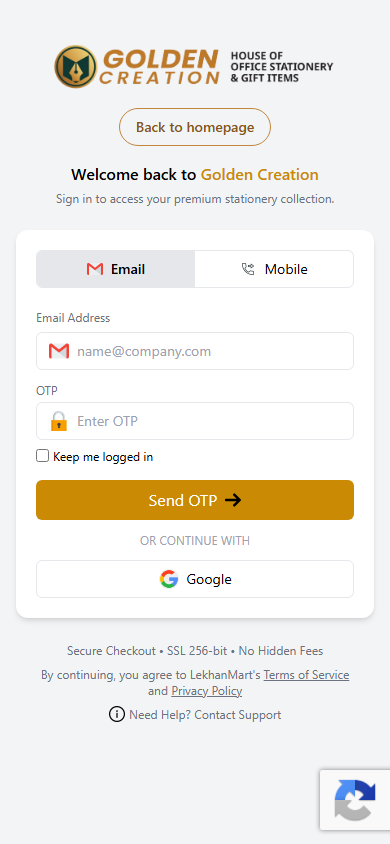 GOLDEN
CREATION
HOUSE OF
OFFICE STATIONERY
& GIFT ITEMS
Back to homepage
Welcome back to Golden Creation
Sign in to access your premium stationery collection.
Email
Mobile
Email Address
name@company.com
OTP
Enter OTP
Keep me logged in
Send OTP
OR CONTINUE WITH
Google
Secure Checkout • SSL 256-bit • No Hidden Fees
By continuing, you agree to LekhanMart's Terms of Service
and Privacy Policy
Need Help? Contact Support